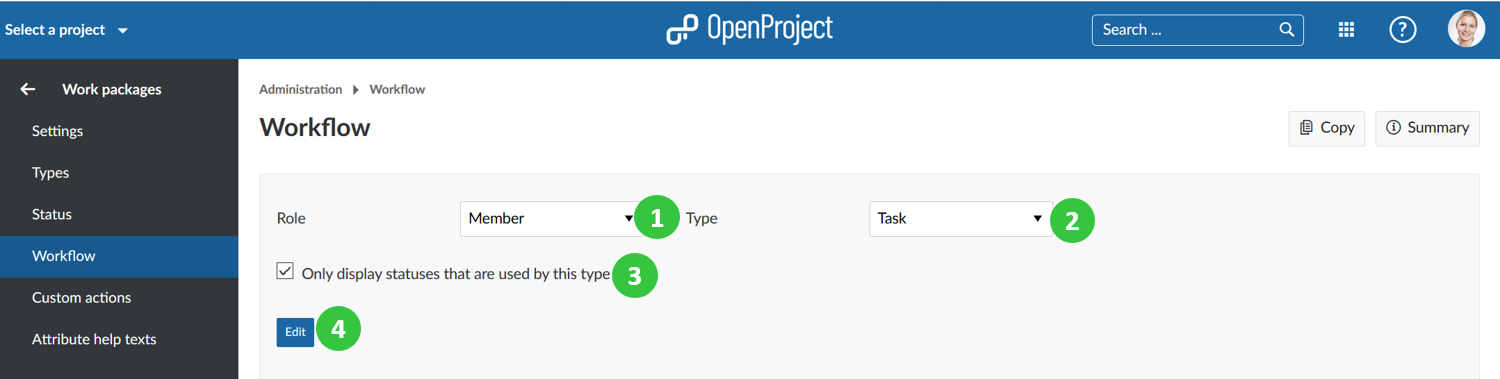 Select a project
OpenProject
Search ...
?
Work packages
Settings
Types
Status
Workflow
Custom actions
Attribute help texts
Administration Workflow
Workflow
Copy
Summary
Role Member 1 Type Task 2
Only display statuses that are used by this type 3
Edit 4